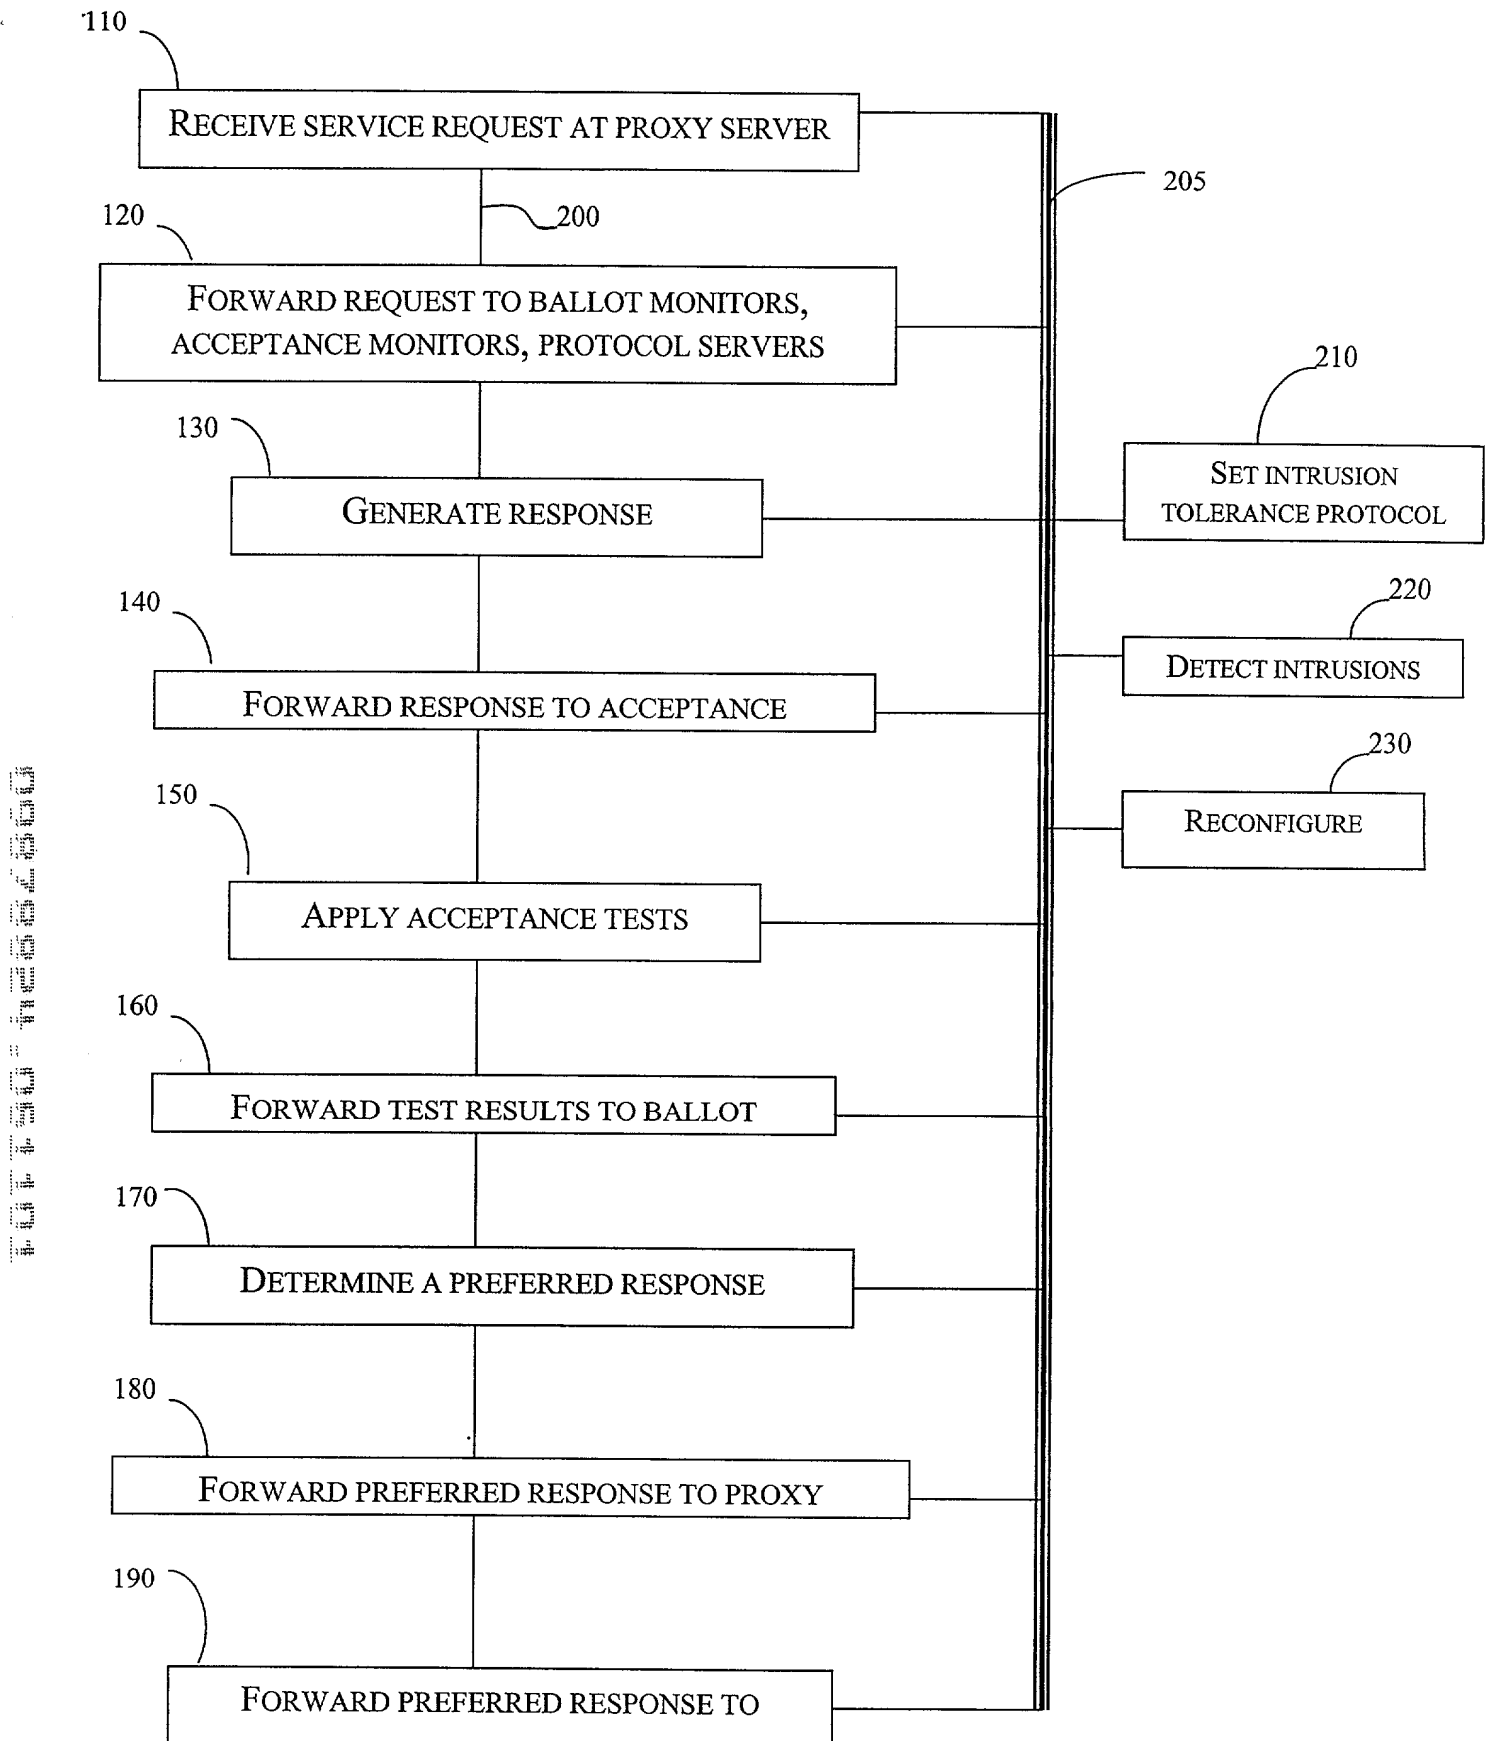 110
RECEIVE SERVICE REQUEST AT PROXY SERVER
205
200
120
FORWARD REQUEST TO BALLOT MONITORS,
ACCEPTANCE MONITORS, PROTOCOL SERVERS
210
130
SET INTRUSION
TOLERANCE PROTOCOL
GENERATE RESPONSE
220
140
DETECT INTRUSIONS
FORWARD RESPONSE TO ACCEPTANCE
230
150
RECONFIGURE
APPLY ACCEPTANCE TESTS
160
FORWARD TEST RESULTS TO BALLOT
170
DETERMINE A PREFERRED RESPONSE
180
FORWARD PREFERRED RESPONSE TO PROXY
190
FORWARD PREFERRED RESPONSE TO